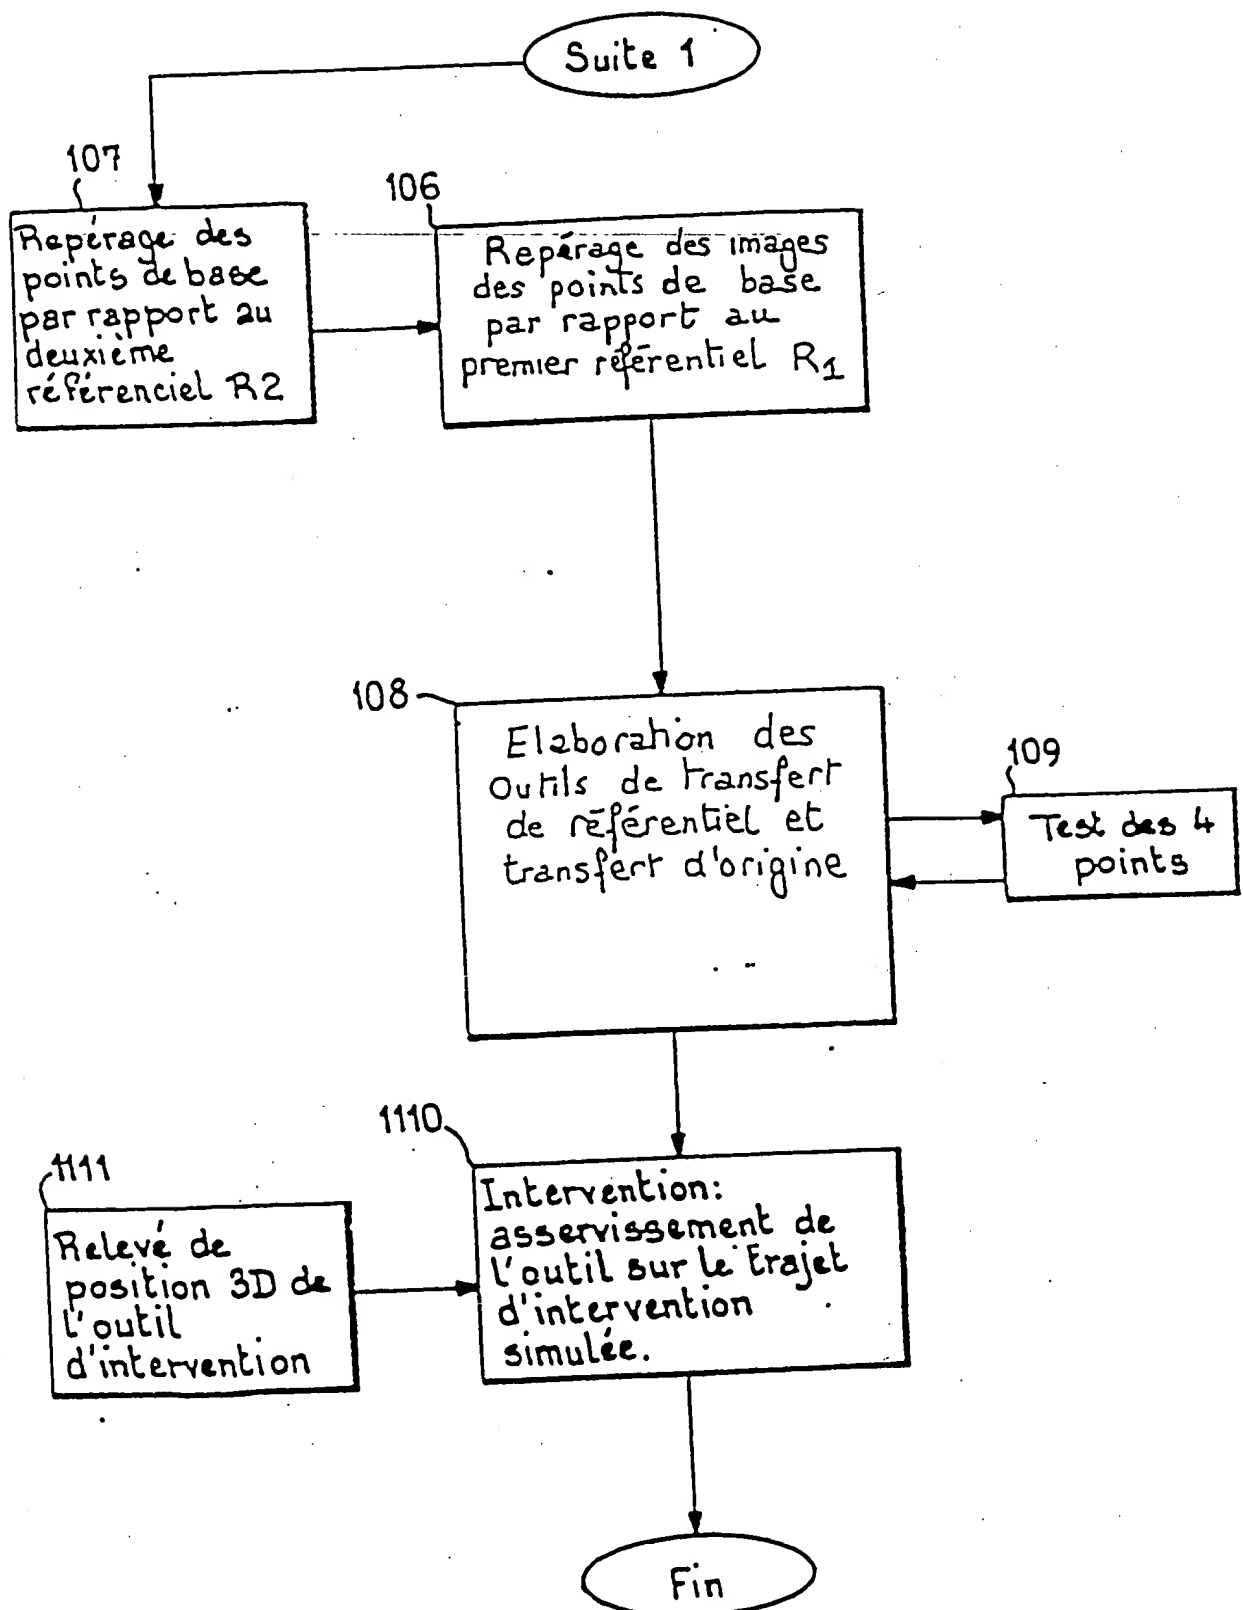 Suite 1
107
Repérage des
points de base
par rapport au
deuxième
référenciel R2
106
Repérage des images
des points de base
par rapport au
premier référentiel R1
108
Elaboration des
Outils de transfert
de référentiel et
transfert d'origine
109
Test des 4
points
1111
Relevé de
position 3D de
l'outil
d'intervention
1110
Intervention:
asservissement de
l'outil sur le trajet
d'intervention
simulée.
Fin